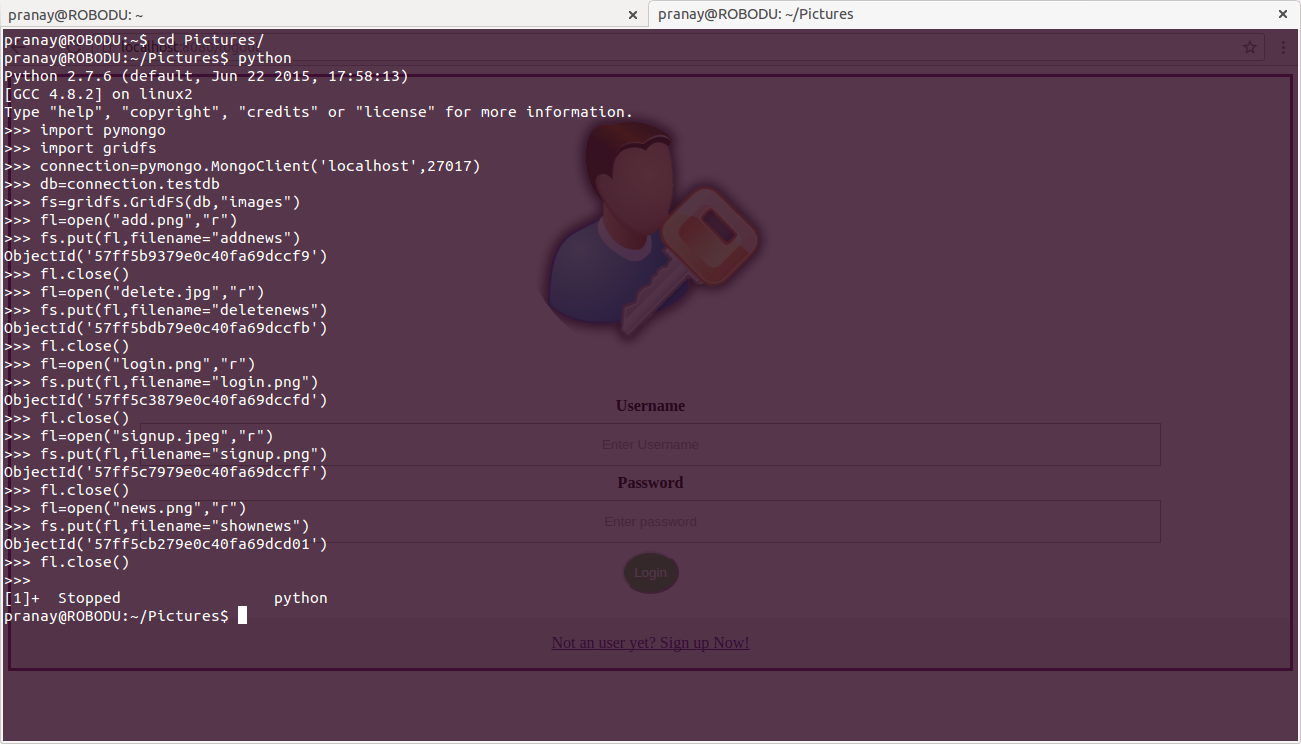 pranay@ROBODU: ~ ×
pranay@ROBODU: ~/Pictures ×
pranay@ROBODU:~$ cd Pictures/
pranay@ROBODU:~/Pictures$ python
Python 2.7.6 (default, Jun 22 2015, 17:58:13)
[GCC 4.8.2] on linux2
Type "help", "copyright", "credits" or "license" for more information.
>>> import pymongo
>>> import gridfs
>>> connection=pymongo.MongoClient('localhost',27017)
>>> db=connection.testdb
>>> fs=gridfs.GridFS(db,"images")
>>> fl=open("add.png","r")
>>> fs.put(fl,filename="addnews")
ObjectId('57ff5b9379e0c40fa69dccf9')
>>> fl.close()
>>> fl=open("delete.jpg","r")
>>> fs.put(fl,filename="deletenews")
ObjectId('57ff5bdb79e0c40fa69dccfb')
>>> fl.close()
>>> fl=open("login.png","r")
>>> fs.put(fl,filename="login.png")
ObjectId('57ff5c3879e0c40fa69dccfd')
>>> fl.close()
>>> fl=open("signup.jpeg","r")
>>> fs.put(fl,filename="signup.png")
ObjectId('57ff5c7979e0c40fa69dccff')
>>> fl.close()
>>> fl=open("news.png","r")
>>> fs.put(fl,filename="shownews")
ObjectId('57ff5cb279e0c40fa69dcd01')
>>> fl.close()
>>>
[1]+  Stopped                 python
pranay@ROBODU:~/Pictures$
Username
Enter Username
Password
Enter password
Login
Not an user yet? Sign up Now!